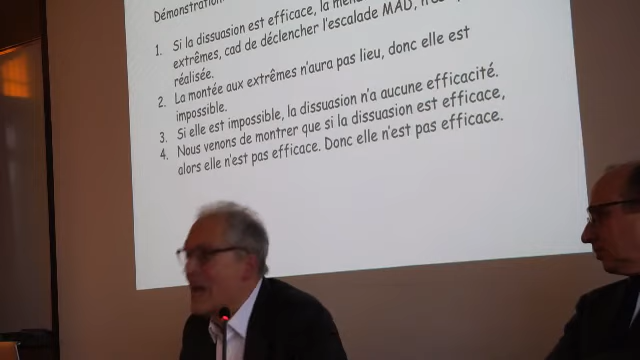 Démonstration
1. Si la dissuasion est efficace, la
extrêmes, cad de déclencher l'escalade MAD,
réalisée.
2. La montée aux extrêmes n'aura pas lieu, donc elle est
impossible.
3. Si elle est impossible, la dissuasion n'a aucune efficacité.
4. Nous venons de montrer que si la dissuasion est efficace,
alors elle n'est pas efficace. Donc elle n'est pas efficace.